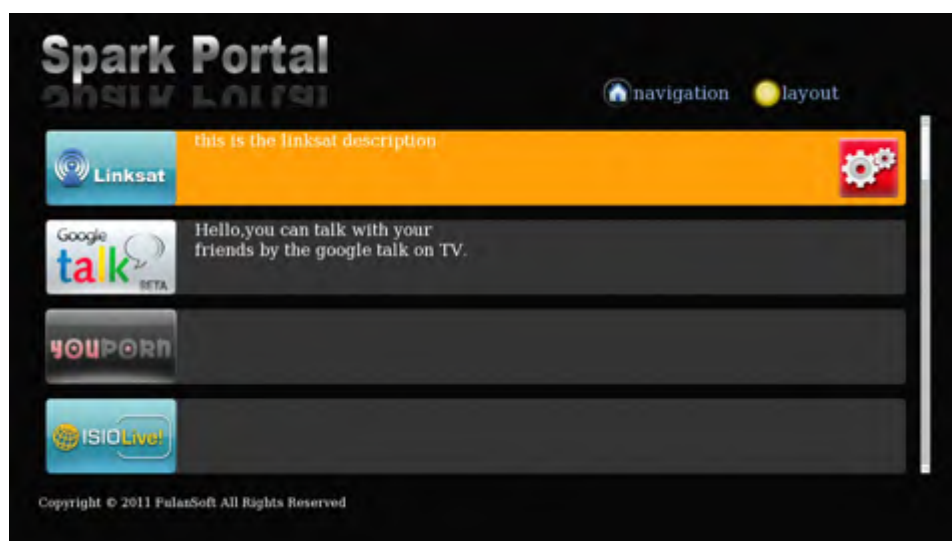 Spark Portal
navigation layout
this is the linksat description
Linksat
Hello,you can talk with your
friends by the google talk on TV.
Google
talk
BETA
YOUPORN
ISIOLive!
Copyright © 2011 FulanSoft All Rights Reserved